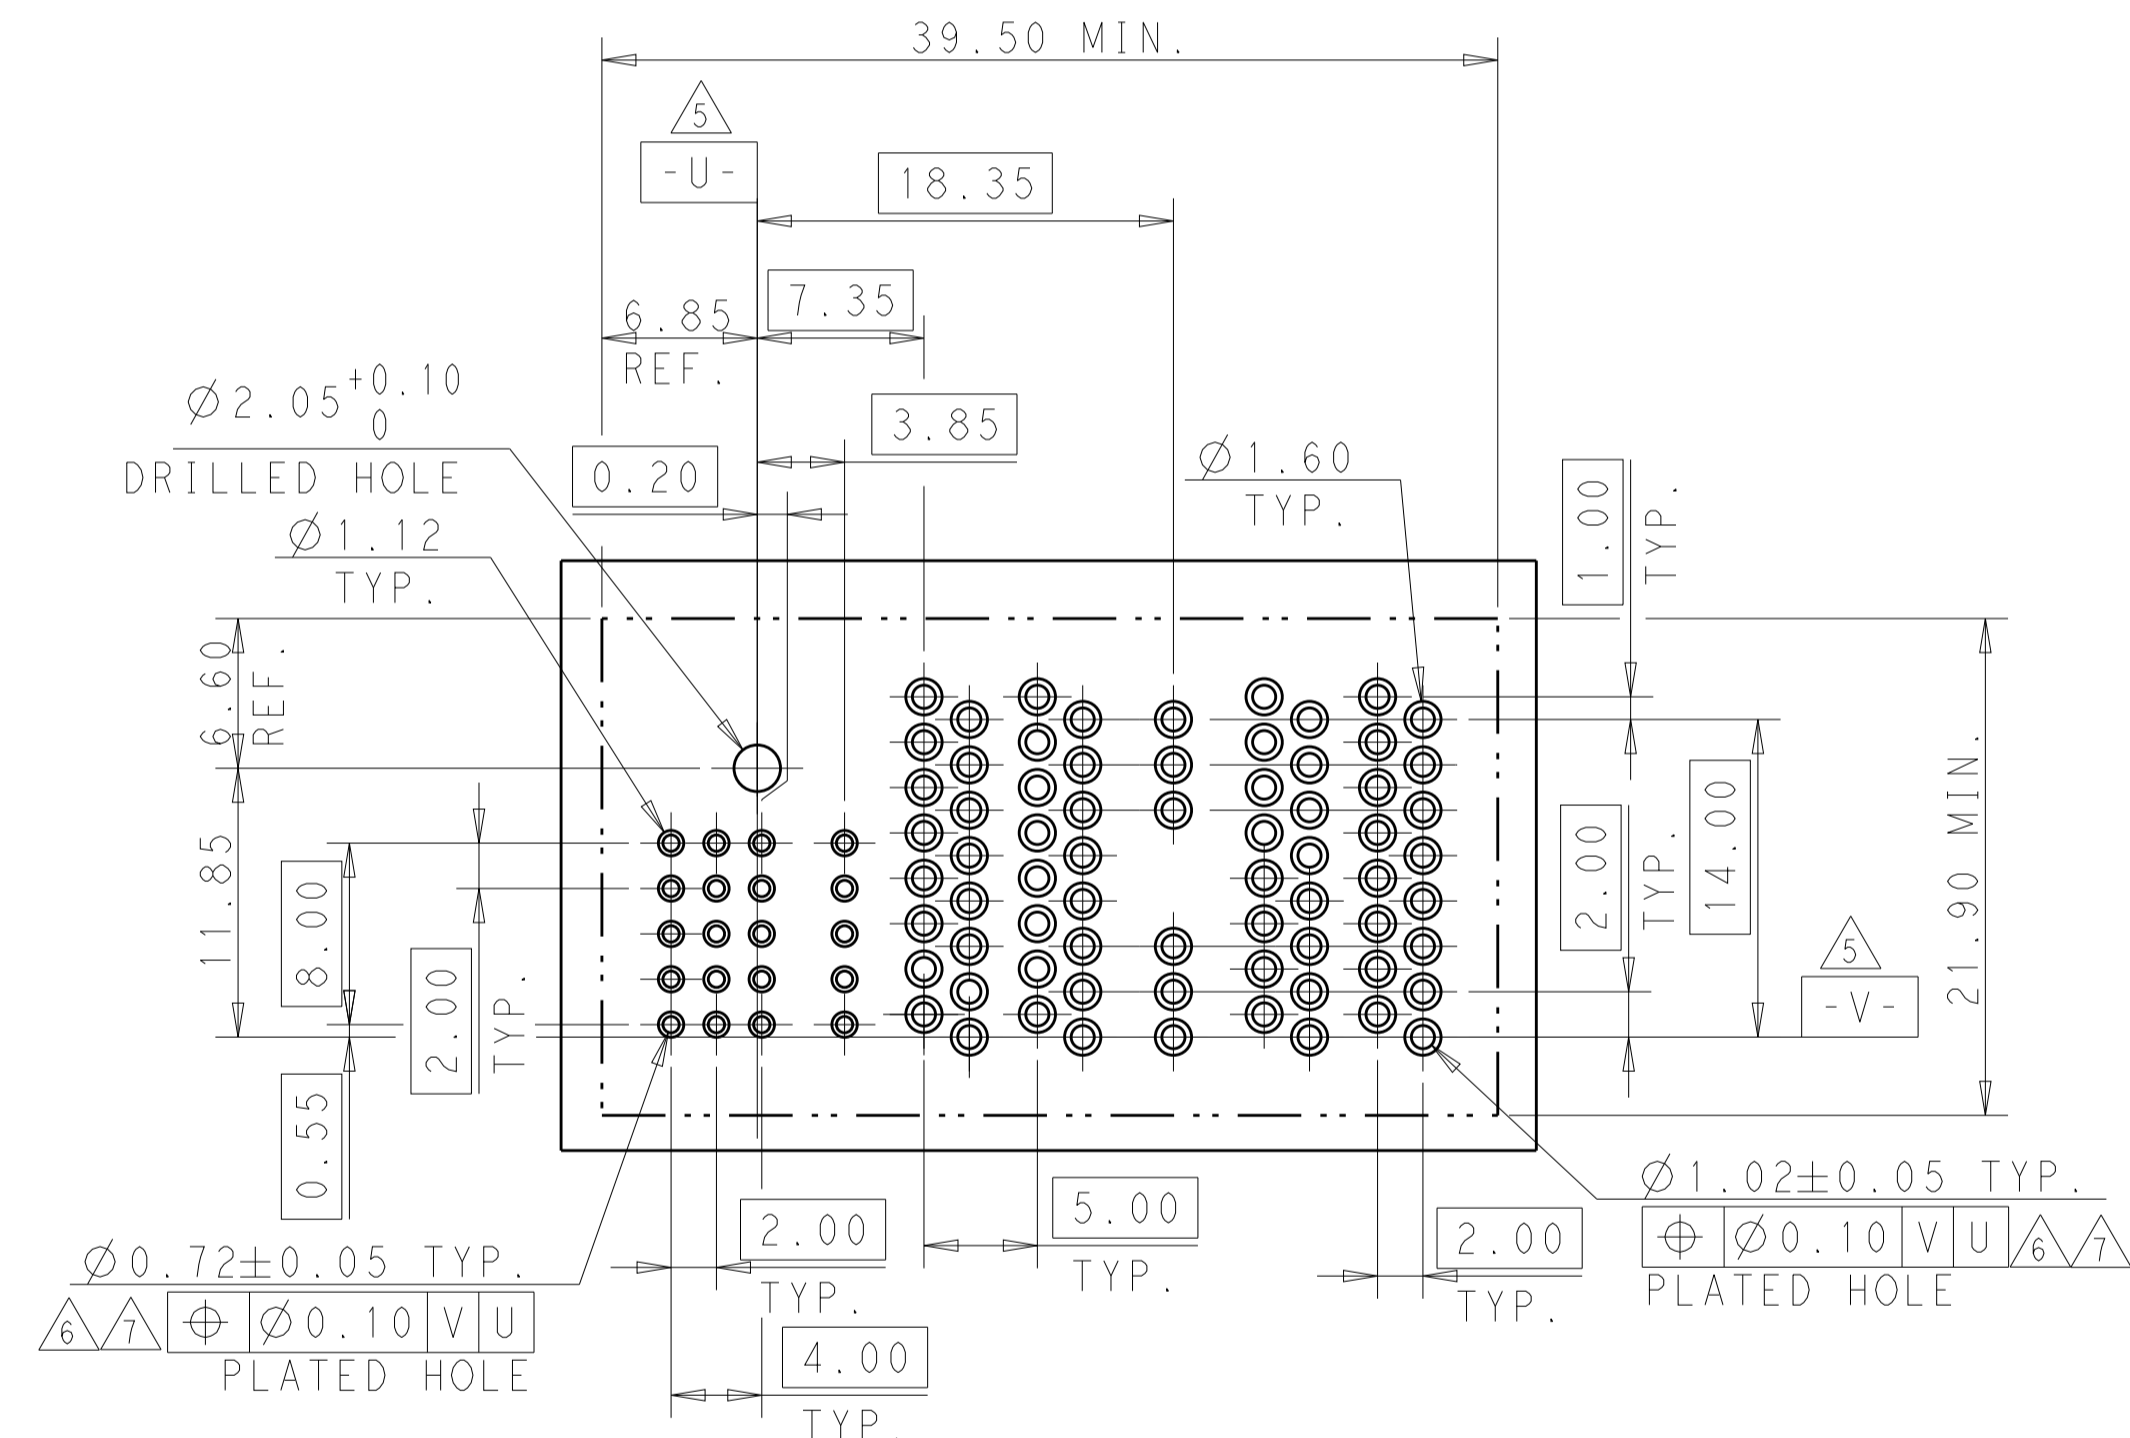 39.50 MIN.
5
-U-
18.35
7.35
6.85
REF.
Ø2.05 +0.10
0
DRILLED HOLE
3.85
0.20
Ø1.60
TYP.
1.00
TYP.
Ø1.12
TYP.
6.60
REF.
11.85
8.00
2.00
TYP.
0.55
2.00
TYP.
14.00
21.90 MIN.
5
-V-
Ø1.02±0.05 TYP.
Ø0.10 V U 6 7
PLATED HOLE
5.00
TYP.
2.00
TYP.
2.00
TYP.
Ø0.72±0.05 TYP.
6 7 Ø0.10 V U
PLATED HOLE
4.00
TYP.